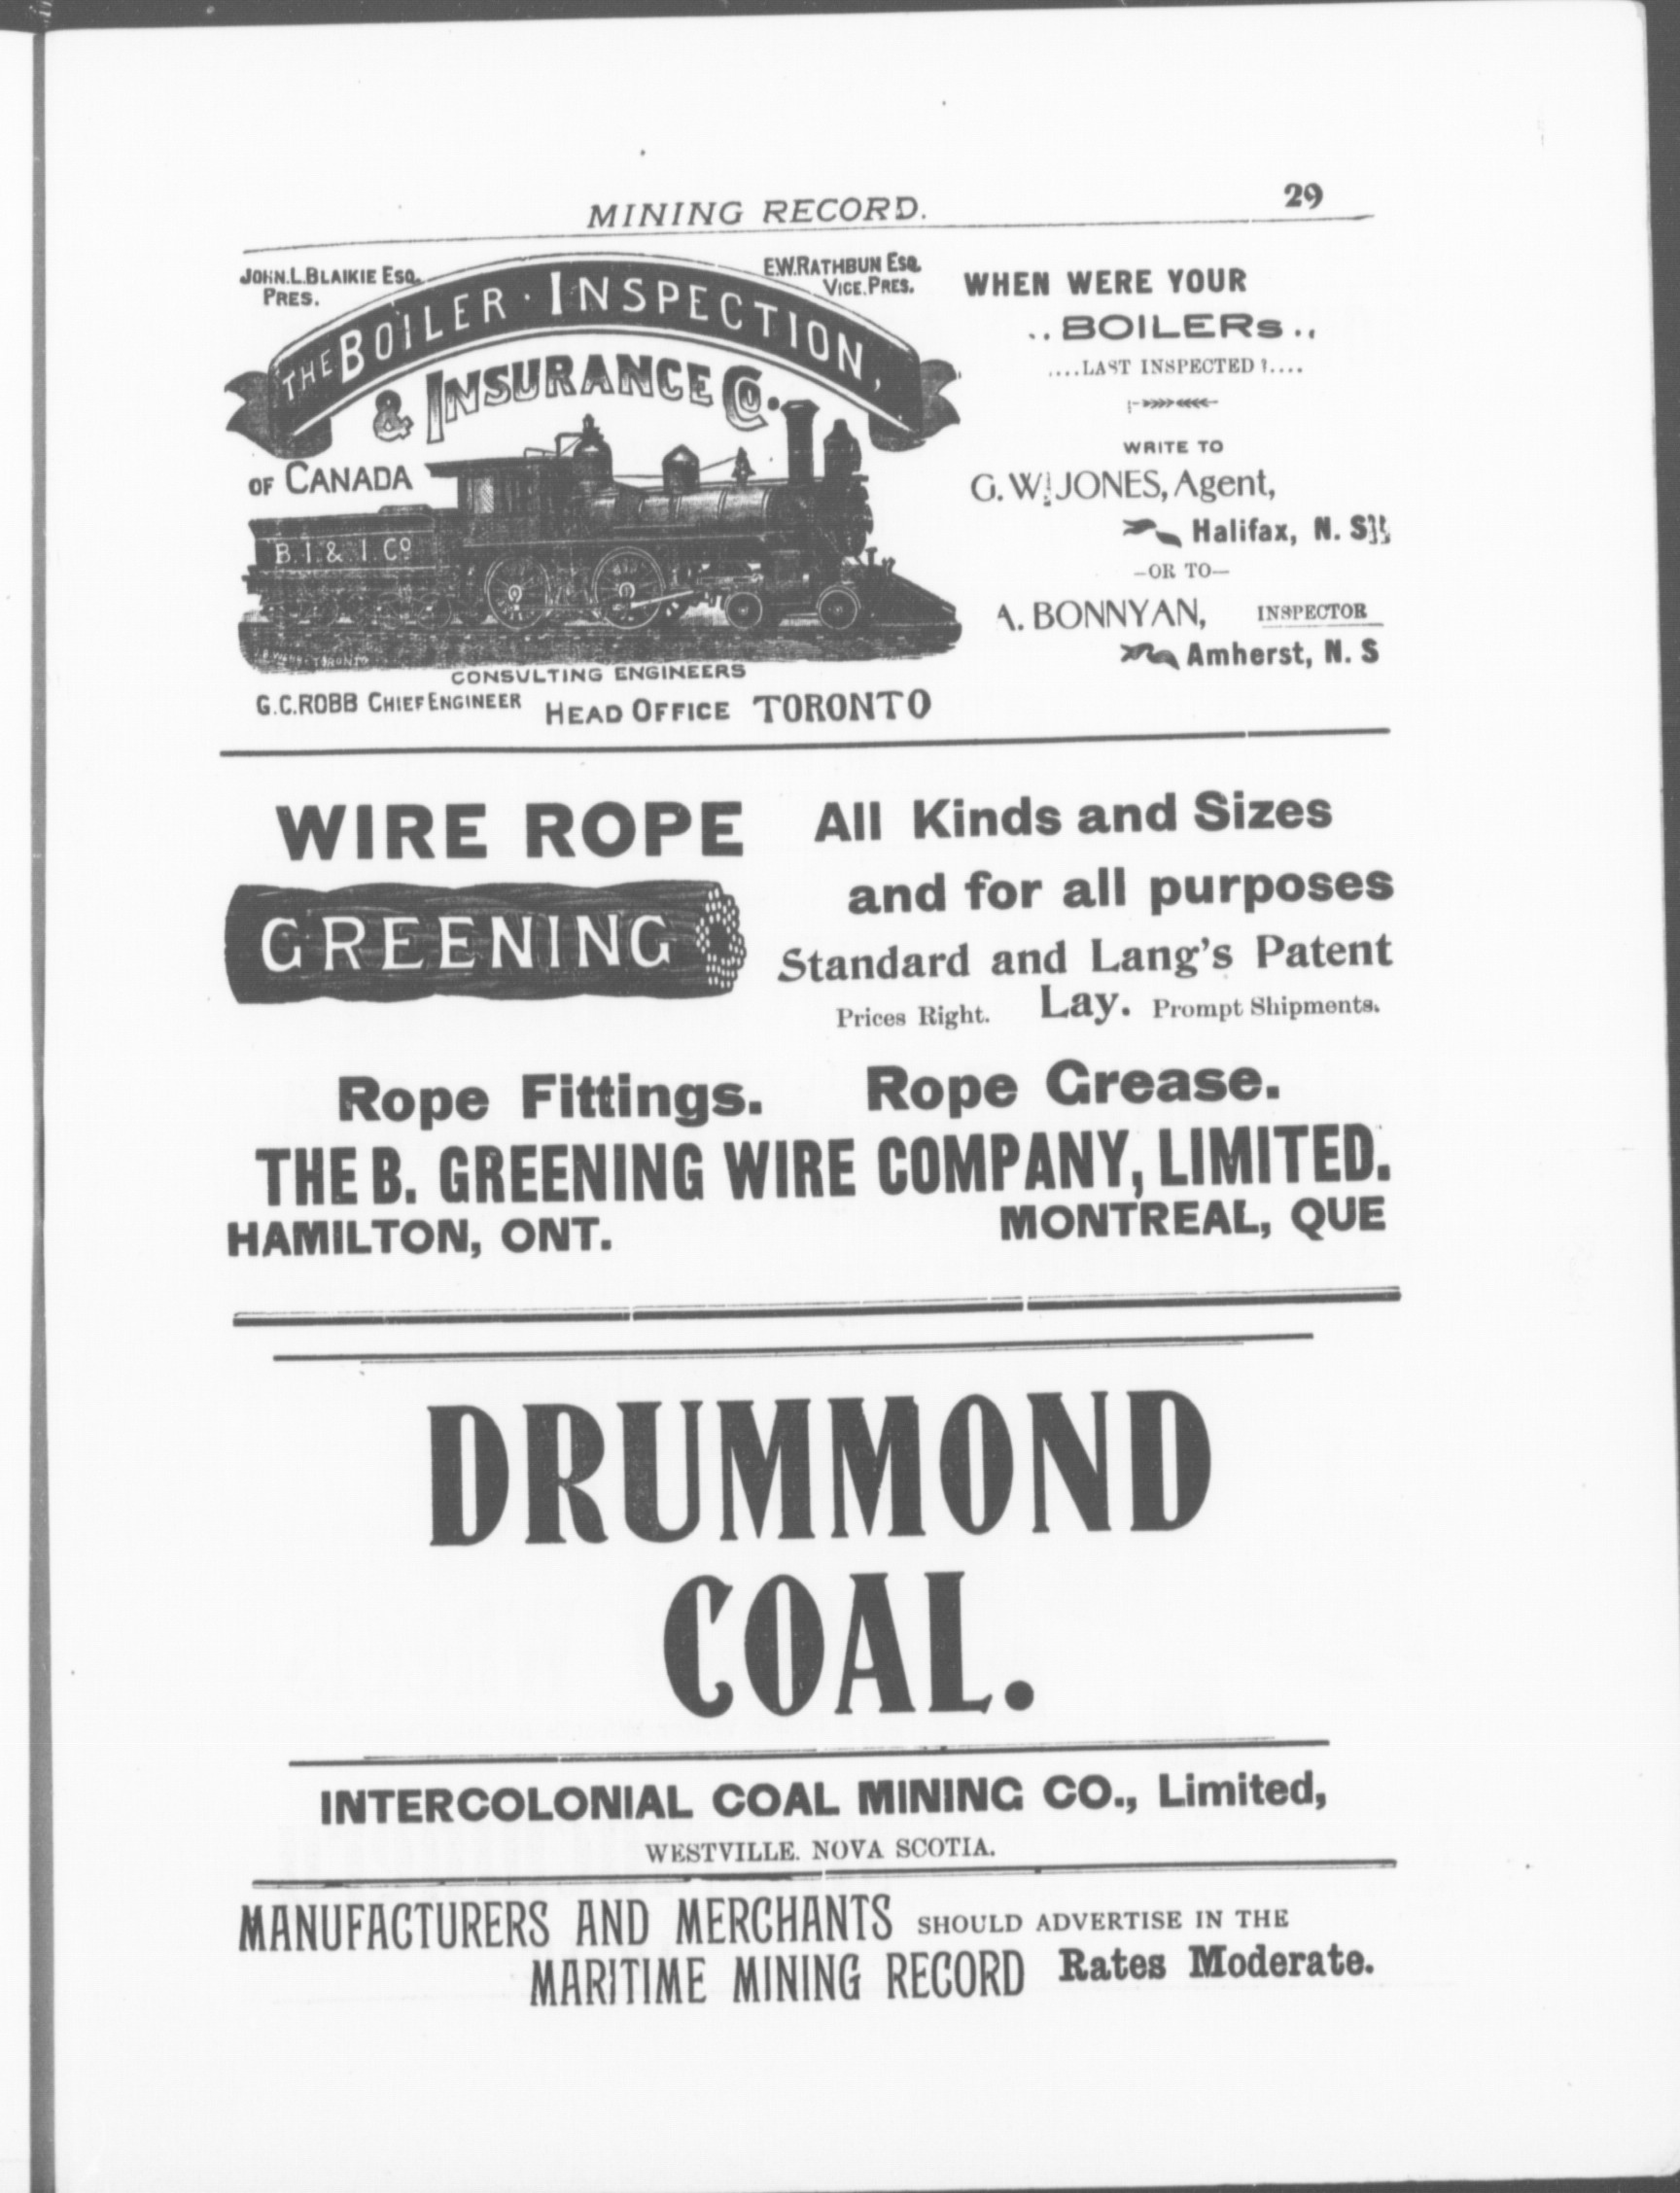 MINING RECORD. 29
JOHN.L.BLAIKIE ESQ.
PRES.
E.W.RATHBUN ESQ.
VICE.PRES.
THE BOILER · INSPECTION,
& INSURANCE Co.
OF CANADA
B. I. & I. Co
TORONTO
CONSULTING ENGINEERS
G.C.ROBB CHIEF ENGINEER HEAD OFFICE TORONTO
WHEN WERE YOUR
..BOILERs..
....LAST INSPECTED ?....
WRITE TO
G. W. JONES, Agent,
Halifax, N. S
—OR TO—
A. BONNYAN, INSPECTOR
Amherst, N. S
WIRE ROPE
GREENING
All Kinds and Sizes
and for all purposes
Standard and Lang's Patent
Prices Right. Lay. Prompt Shipments.
Rope Fittings. Rope Grease.
THE B. GREENING WIRE COMPANY, LIMITED.
HAMILTON, ONT. MONTREAL, QUE
DRUMMOND
COAL.
INTERCOLONIAL COAL MINING CO., Limited,
WESTVILLE. NOVA SCOTIA.
MANUFACTURERS AND MERCHANTS SHOULD ADVERTISE IN THE
MARITIME MINING RECORD Rates Moderate.